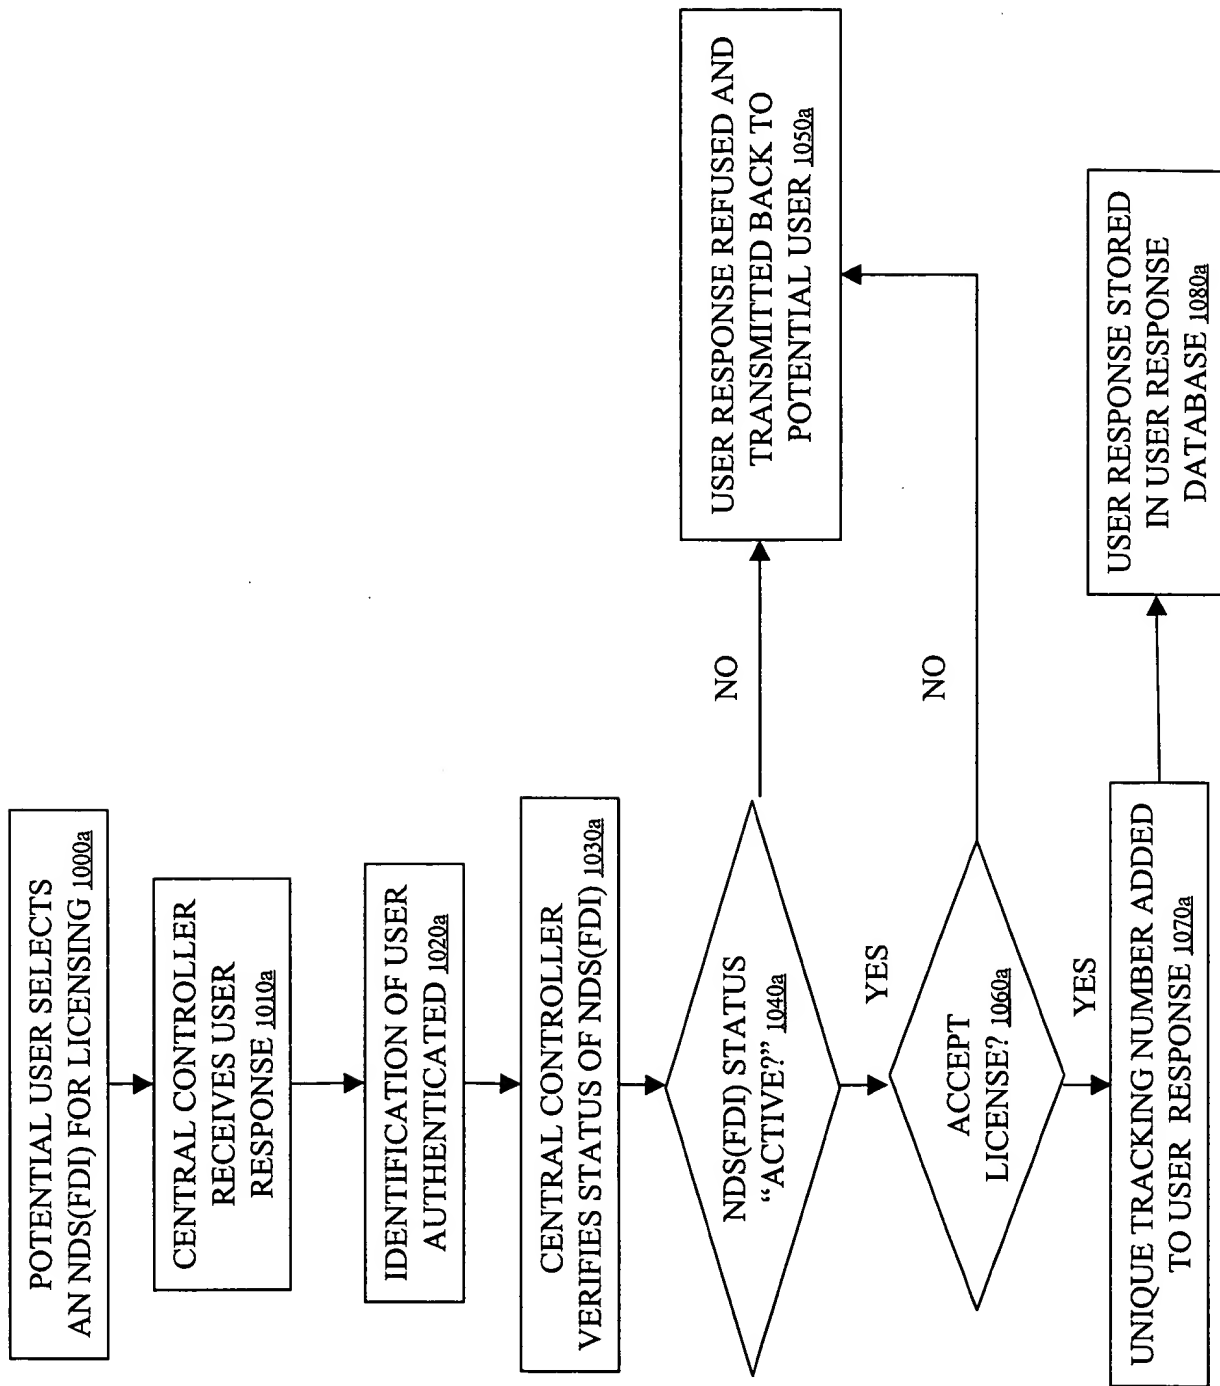 POTENTIAL USER SELECTS
AN NDS(FDI) FOR LICENSING 1000a
CENTRAL CONTROLLER
RECEIVES USER
RESPONSE 1010a
IDENTIFICATION OF USER
AUTHENTICATED 1020a
CENTRAL CONTROLLER
VERIFIES STATUS OF NDS(FDI) 1030a
NDS(FDI) STATUS
“ACTIVE?” 1040a
NO
USER RESPONSE REFUSED AND
TRANSMITTED BACK TO
POTENTIAL USER 1050a
YES
ACCEPT
LICENSE? 1060a
NO
YES
UNIQUE TRACKING NUMBER ADDED
TO USER RESPONSE 1070a
USER RESPONSE STORED
IN USER RESPONSE
DATABASE 1080a